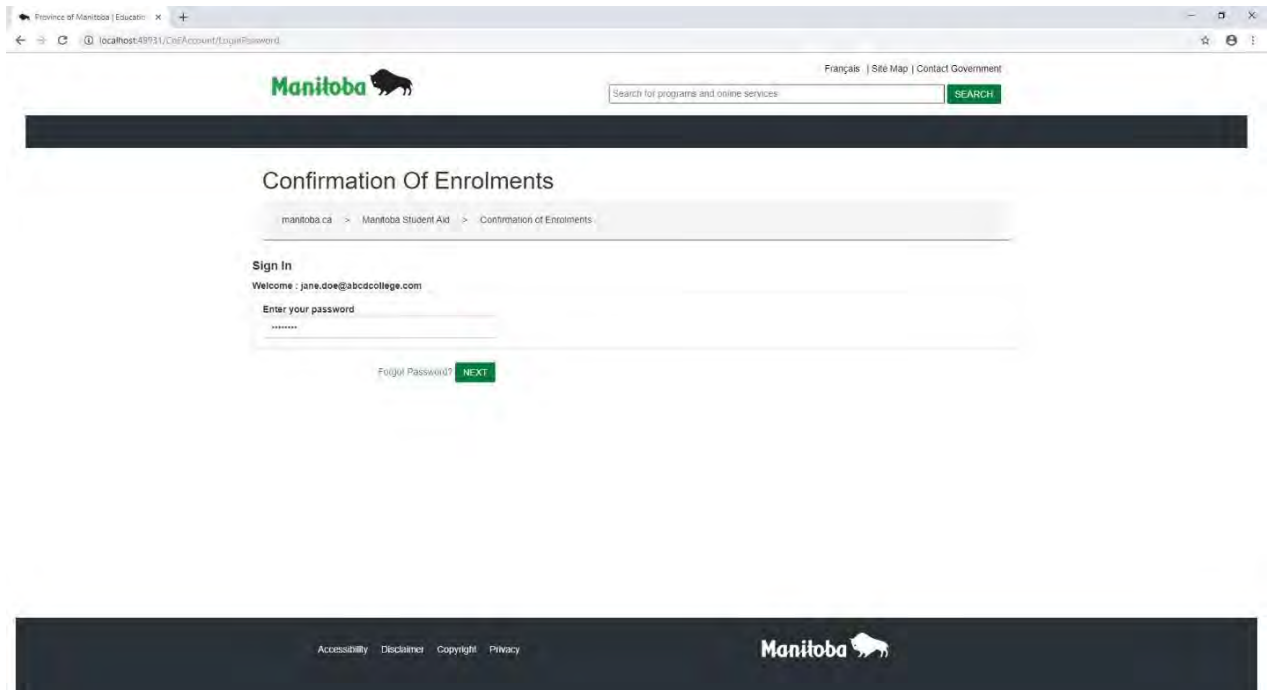 Province of Manitoba | Educatio
localhost:49931/CoEAccount/LoginPassword
Français | Site Map | Contact Government
Manitoba
Search for programs and online services
SEARCH
Confirmation Of Enrolments
manitoba.ca > Manitoba Student Aid > Confirmation of Enrolments
Sign In
Welcome : jane.doe@abcdcollege.com
Enter your password
••••••••
Forgot Password? NEXT
Accessibility Disclaimer Copyright Privacy
Manitoba